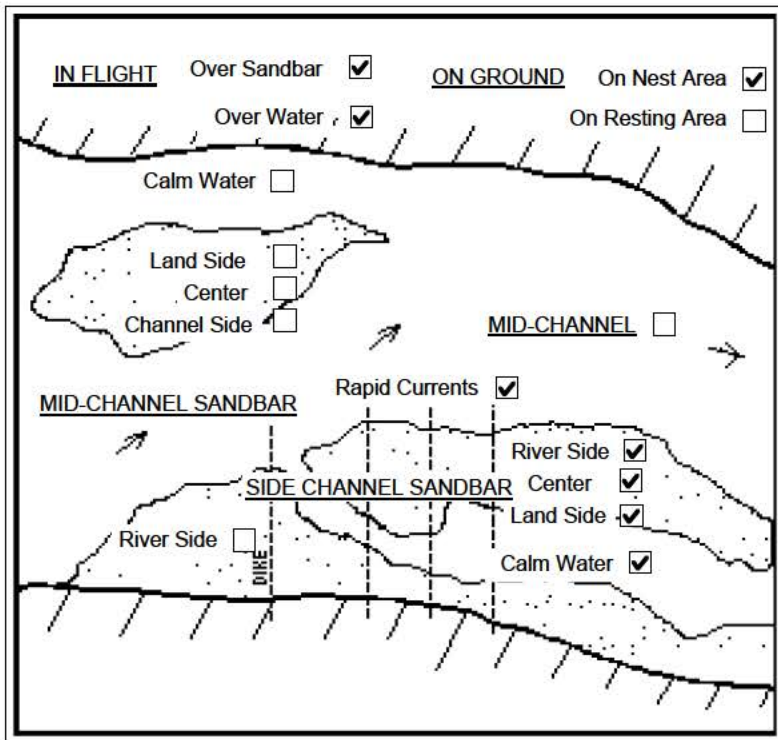 IN FLIGHT Over Sandbar ☑ ON GROUND On Nest Area ☑
Over Water ☑ On Resting Area ☐
Calm Water ☐
Land Side ☐
Center ☐
Channel Side ☐
MID-CHANNEL ☐
Rapid Currents ☑
MID-CHANNEL SANDBAR
River Side ☑
SIDE CHANNEL SANDBAR Center ☑
Land Side ☑
River Side ☐
DIKE
Calm Water ☑